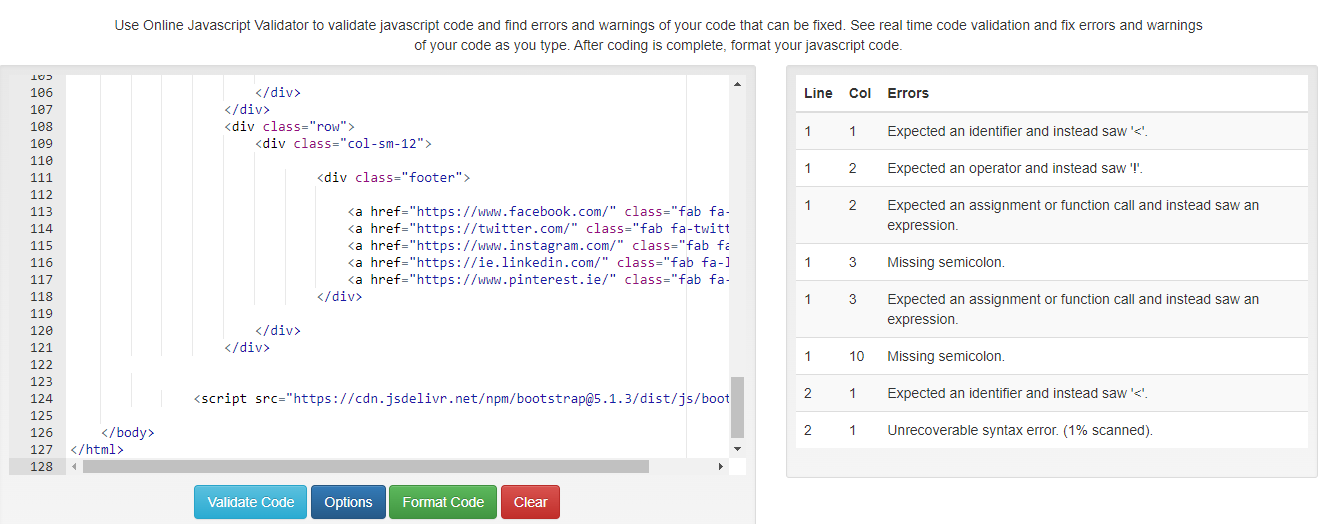 Use Online Javascript Validator to validate javascript code and find errors and warnings of your code that can be fixed. See real time code validation and fix errors and warnings
of your code as you type. After coding is complete, format your javascript code.
105
106 </div>
107 </div>
108 <div class="row">
109 <div class="col-sm-12">
110
111 <div class="footer">
112
113 <a href="https://www.facebook.com/" class="fab fa-
114 <a href="https://twitter.com/" class="fab fa-twitt
115 <a href="https://www.instagram.com/" class="fab fa
116 <a href="https://ie.linkedin.com/" class="fab fa-l
117 <a href="https://www.pinterest.ie/" class="fab fa-
118 </div>
119
120 </div>
121 </div>
122
123
124 <script src="https://cdn.jsdelivr.net/npm/bootstrap@5.1.3/dist/js/boot
125
126 </body>
127 </html>
128
Validate Code Options Format Code Clear
Line Col Errors
1 1 Expected an identifier and instead saw '<'.
1 2 Expected an operator and instead saw '!'.
1 2 Expected an assignment or function call and instead saw an
expression.
1 3 Missing semicolon.
1 3 Expected an assignment or function call and instead saw an
expression.
1 10 Missing semicolon.
2 1 Expected an identifier and instead saw '<'.
2 1 Unrecoverable syntax error. (1% scanned).